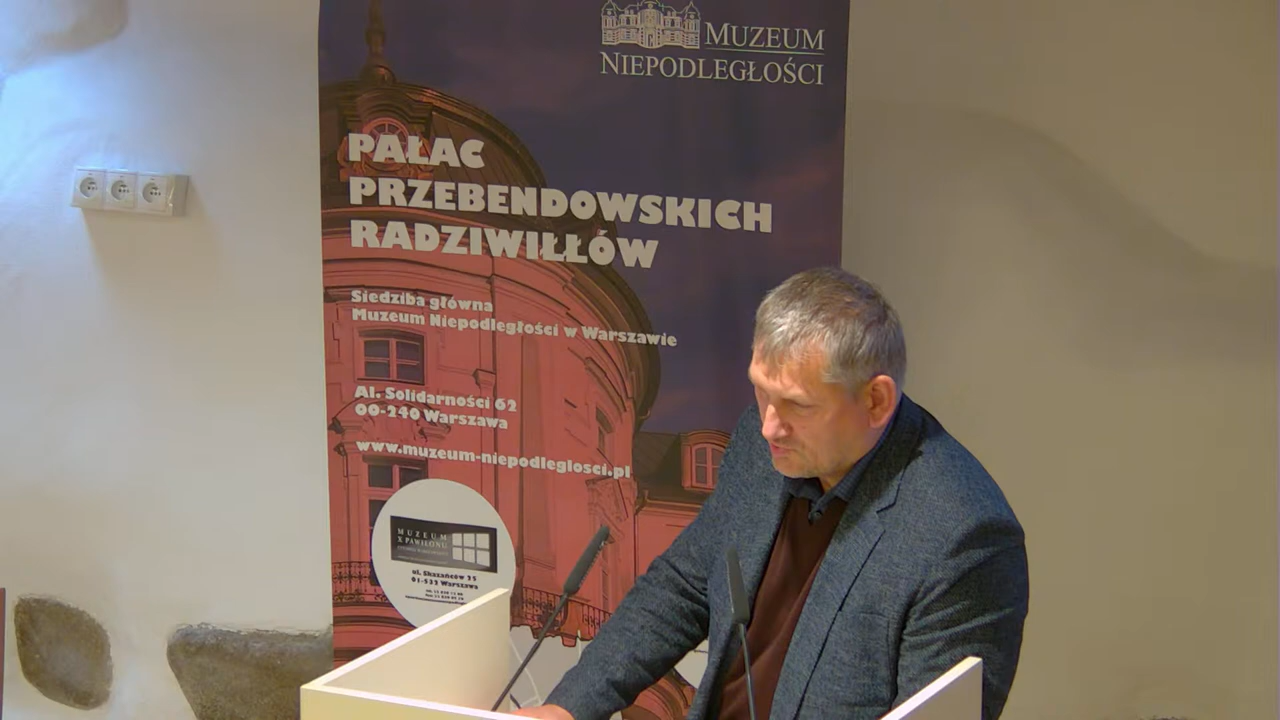 MUZEUM
NIEPODLEGŁOŚCI
PAŁAC
PRZEBENDOWSKICH
RADZIWIŁŁÓW
Siedziba główna
Muzeum Niepodległości w Warszawie
Al. Solidarności 62
00-240 Warszawa
www.muzeum-niepodleglosci.pl
MUZEUM
X PAWILONU
ul. Skazańców 25
01-532 Warszawa